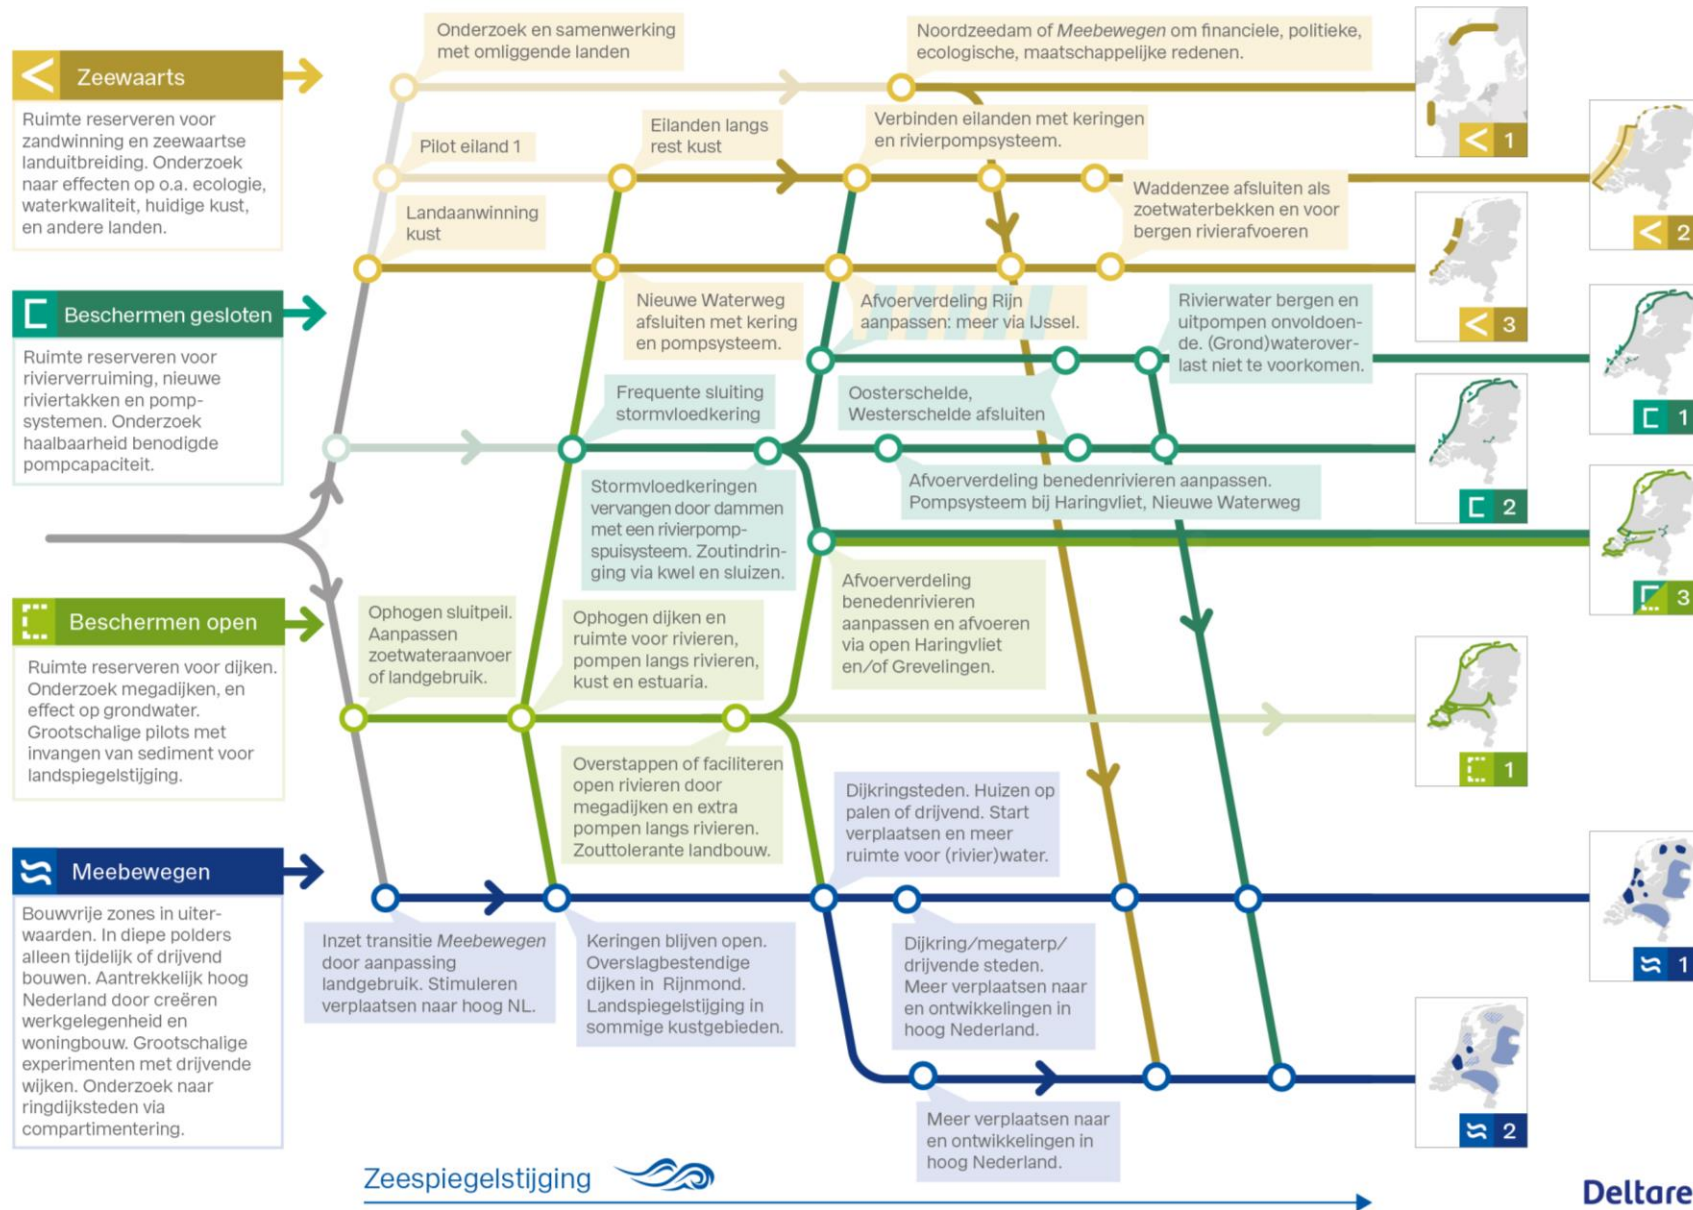 Zeewaarts
Ruimte reserveren voor
zandwinning en zeewaartse
landuitbreiding. Onderzoek
naar effecten op o.a. ecologie,
waterkwaliteit, huidige kust,
en andere landen.
Beschermen gesloten
Ruimte reserveren voor
rivierverruiming, nieuwe
riviertakken en pomp-
systemen. Onderzoek
haalbaarheid benodigde
pompcapaciteit.
Beschermen open
Ruimte reserveren voor dijken.
Onderzoek megadijken, en
effect op grondwater.
Grootschalige pilots met
invangen van sediment voor
landspiegelstijging.
Meebewegen
Bouwvrije zones in uiter-
waarden. In diepe polders
alleen tijdelijk of drijvend
bouwen. Aantrekkelijk hoog
Nederland door creëren
werkgelegenheid en
woningbouw. Grootschalige
experimenten met drijvende
wijken. Onderzoek naar
ringdijksteden via
compartimentering.
Onderzoek en samenwerking
met omliggende landen
Noordzeedam of Meebewegen om financiele, politieke,
ecologische, maatschappelijke redenen.
Pilot eiland 1
Eilanden langs
rest kust
Verbinden eilanden met keringen
en rivierpompsysteem.
Landaanwinning
kust
Waddenzee afsluiten als
zoetwaterbekken en voor
bergen rivierafvoeren
Nieuwe Waterweg
afsluiten met kering
en pompsysteem.
Afvoerverdeling Rijn
aanpassen: meer via IJssel.
Rivierwater bergen en
uitpompen onvoldoen-
de. (Grond)waterover-
last niet te voorkomen.
Frequente sluiting
stormvloedkering
Oosterschelde,
Westerschelde afsluiten
Stormvloedkeringen
vervangen door dammen
met een rivierpomp-
spuisysteem. Zoutindrin-
ging via kwel en sluizen.
Afvoerverdeling benedenrivieren aanpassen.
Pompsysteem bij Haringvliet, Nieuwe Waterweg
Afvoerverdeling
benedenrivieren
aanpassen en afvoeren
via open Haringvliet
en/of Grevelingen.
Ophogen sluitpeil.
Aanpassen
zoetwateraanvoer
of landgebruik.
Ophogen dijken en
ruimte voor rivieren,
pompen langs rivieren,
kust en estuaria.
Overstappen of faciliteren
open rivieren door
megadijken en extra
pompen langs rivieren.
Zouttolerante landbouw.
Dijkringsteden. Huizen op
palen of drijvend. Start
verplaatsen en meer
ruimte voor (rivier)water.
Inzet transitie Meebewegen
door aanpassing
landgebruik. Stimuleren
verplaatsen naar hoog NL.
Keringen blijven open.
Overslagbestendige
dijken in Rijnmond.
Landspiegelstijging in
sommige kustgebieden.
Dijkring/megaterp/
drijvende steden.
Meer verplaatsen naar
en ontwikkelingen in
hoog Nederland.
Meer verplaatsen naar
en ontwikkelingen in
hoog Nederland.
1
2
3
1
2
3
1
1
2
Zeespiegelstijging
Deltare